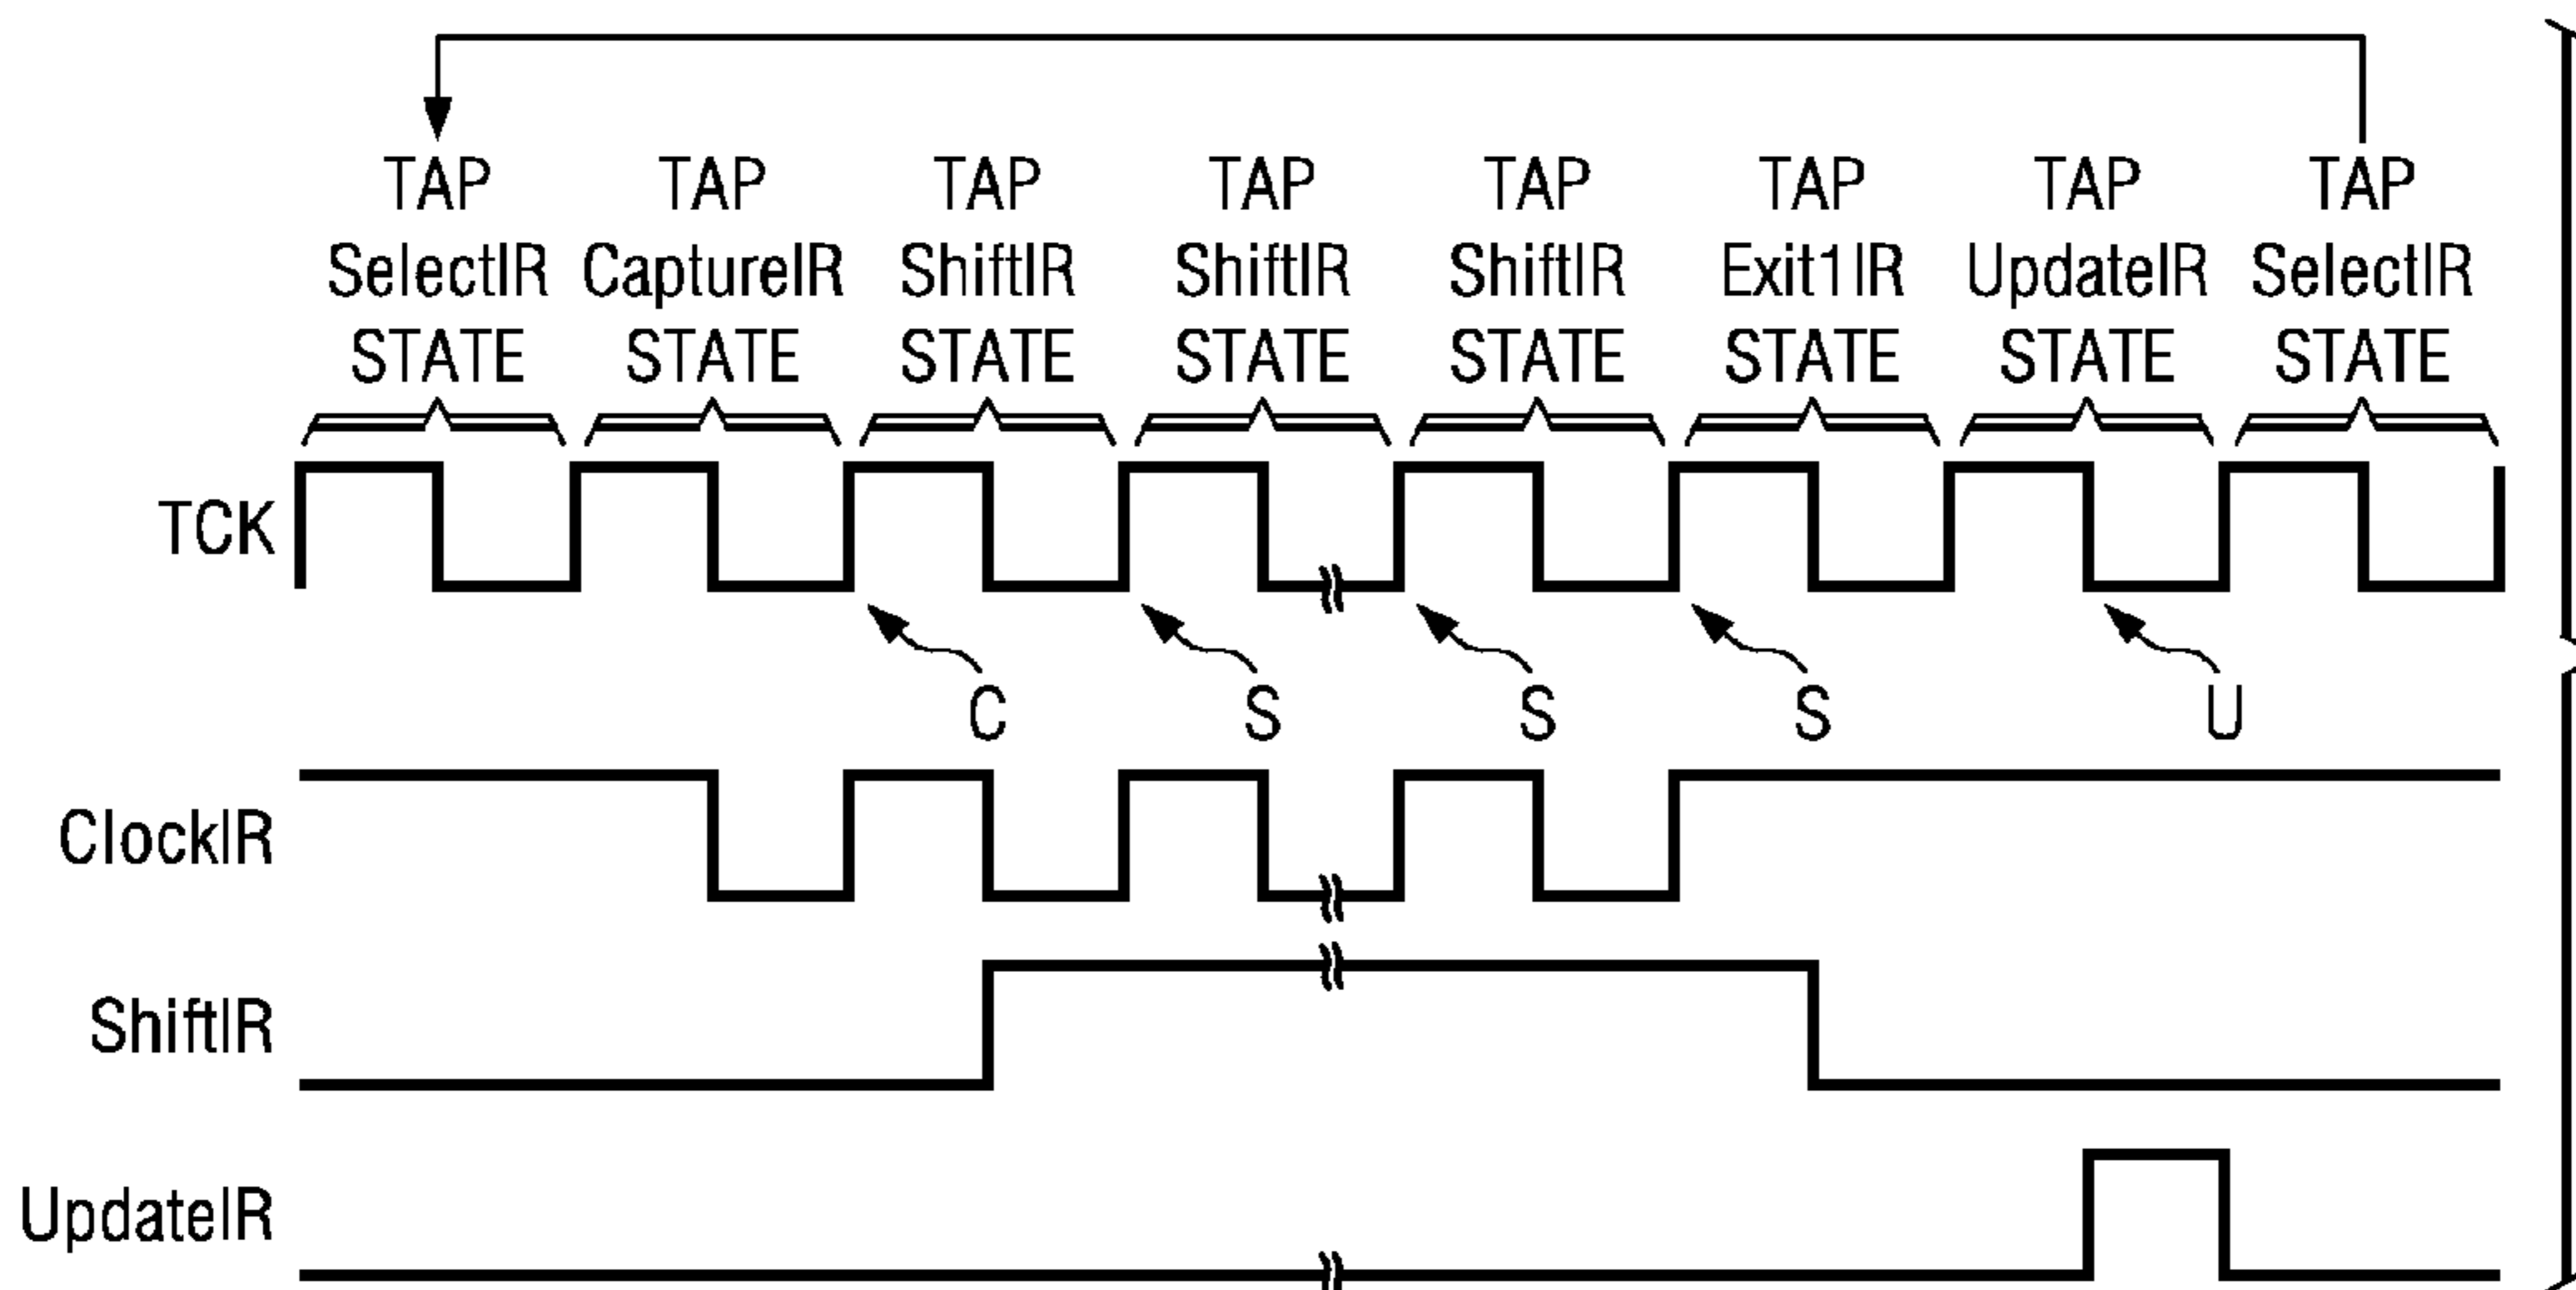 TAP TAP TAP TAP TAP TAP TAP TAP
SelectIR CaptureIR ShiftIR ShiftIR ShiftIR Exit1IR UpdateIR SelectIR
STATE STATE STATE STATE STATE STATE STATE STATE
TCK
C S S S U
ClockIR
ShiftIR
UpdateIR